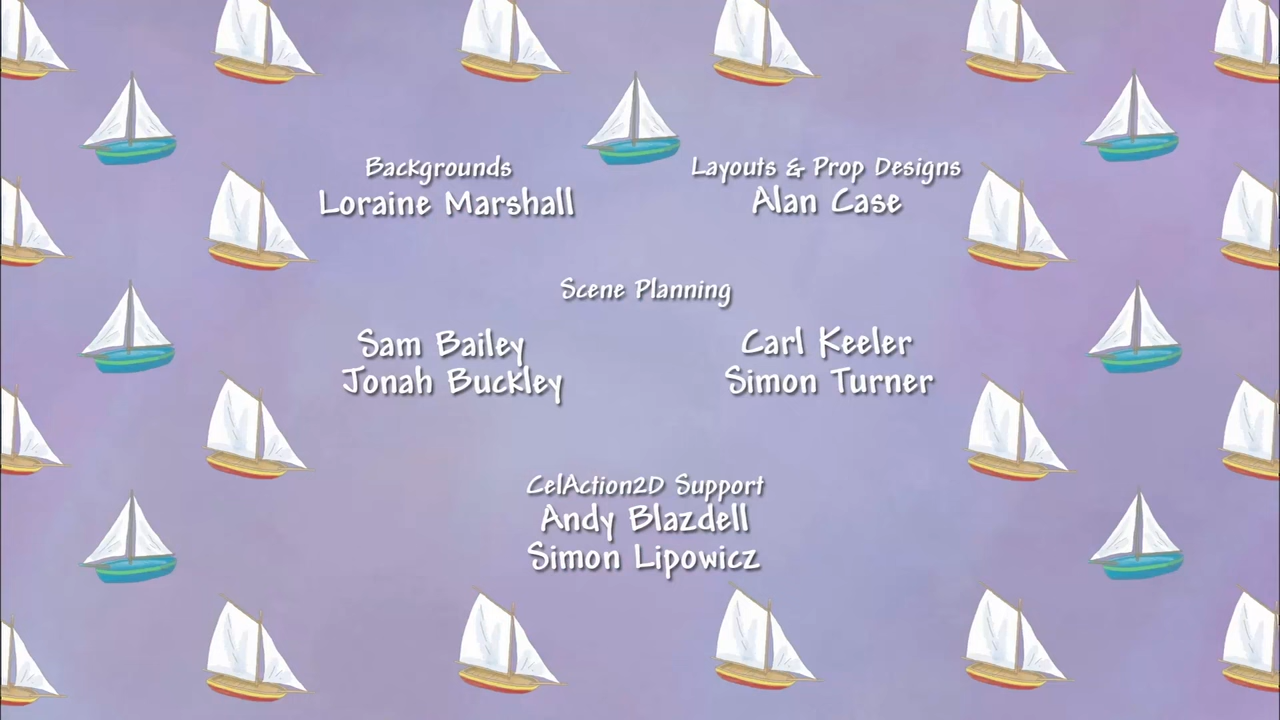 Backgrounds
Loraine Marshall
Layouts & Prop Designs
Alan Case
Scene Planning
Sam Bailey
Jonah Buckley
Carl Keeler
Simon Turner
CelAction2D Support
Andy Blazdell
Simon Lipowicz